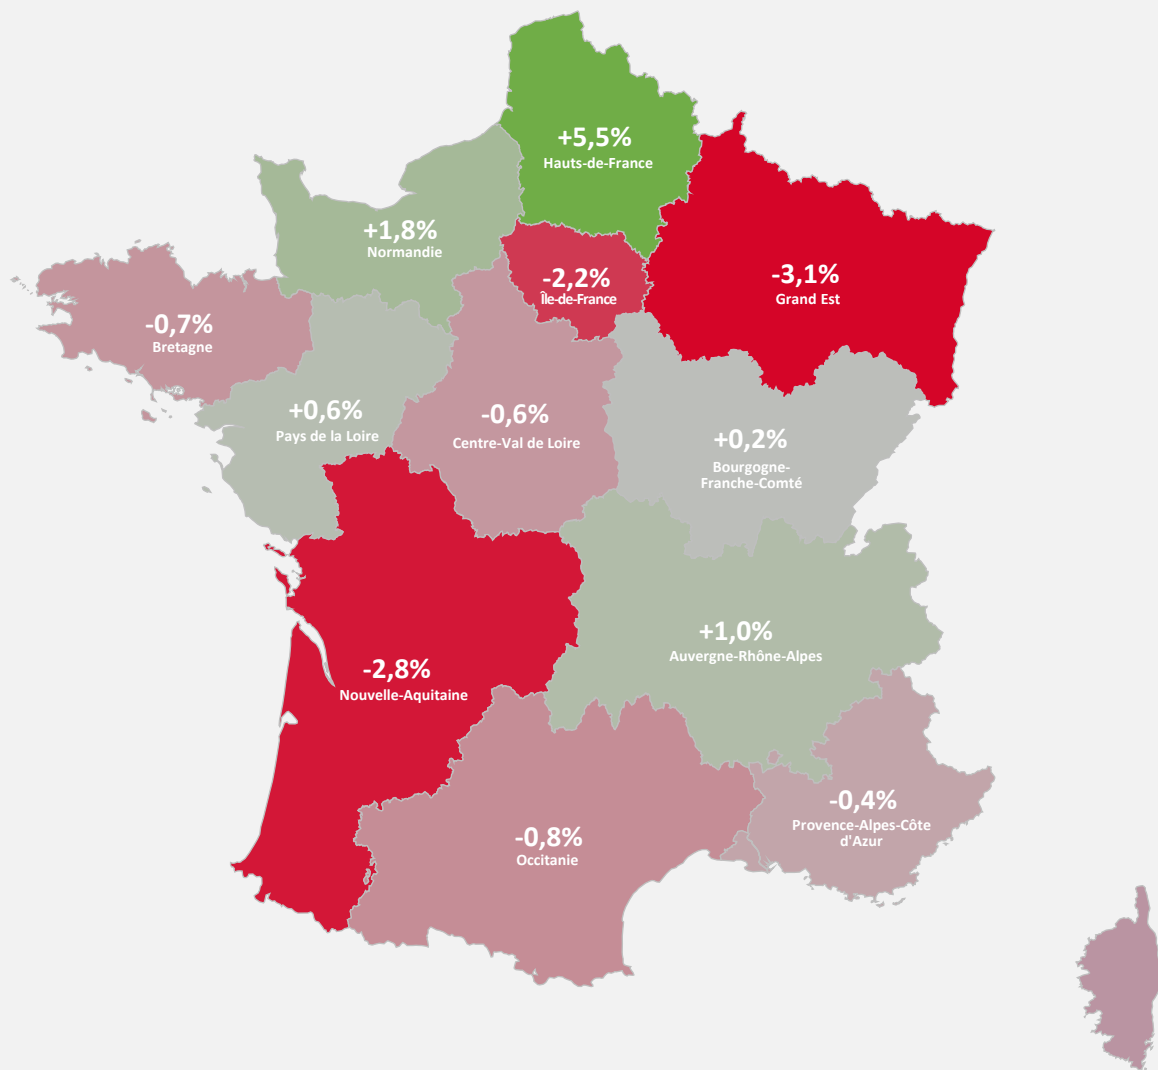 +5,5%
Hauts-de-France
+1,8%
Normandie
-2,2%
Île-de-France
-3,1%
Grand Est
-0,7%
Bretagne
+0,6%
Pays de la Loire
-0,6%
Centre-Val de Loire
+0,2%
Bourgogne-
Franche-Comté
+1,0%
Auvergne-Rhône-Alpes
-2,8%
Nouvelle-Aquitaine
-0,4%
Provence-Alpes-Côte
d'Azur
-0,8%
Occitanie